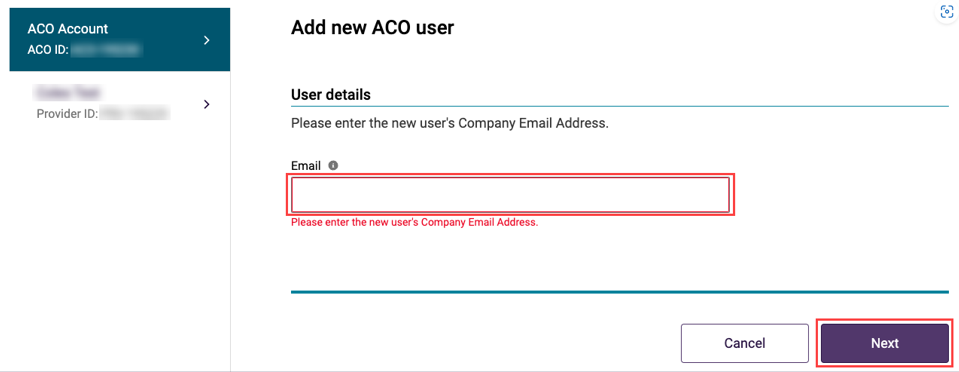 ACO Account
ACO ID:
Provider ID:
Add new ACO user
User details
Please enter the new user's Company Email Address.
Email
Please enter the new user's Company Email Address.
Cancel
Next